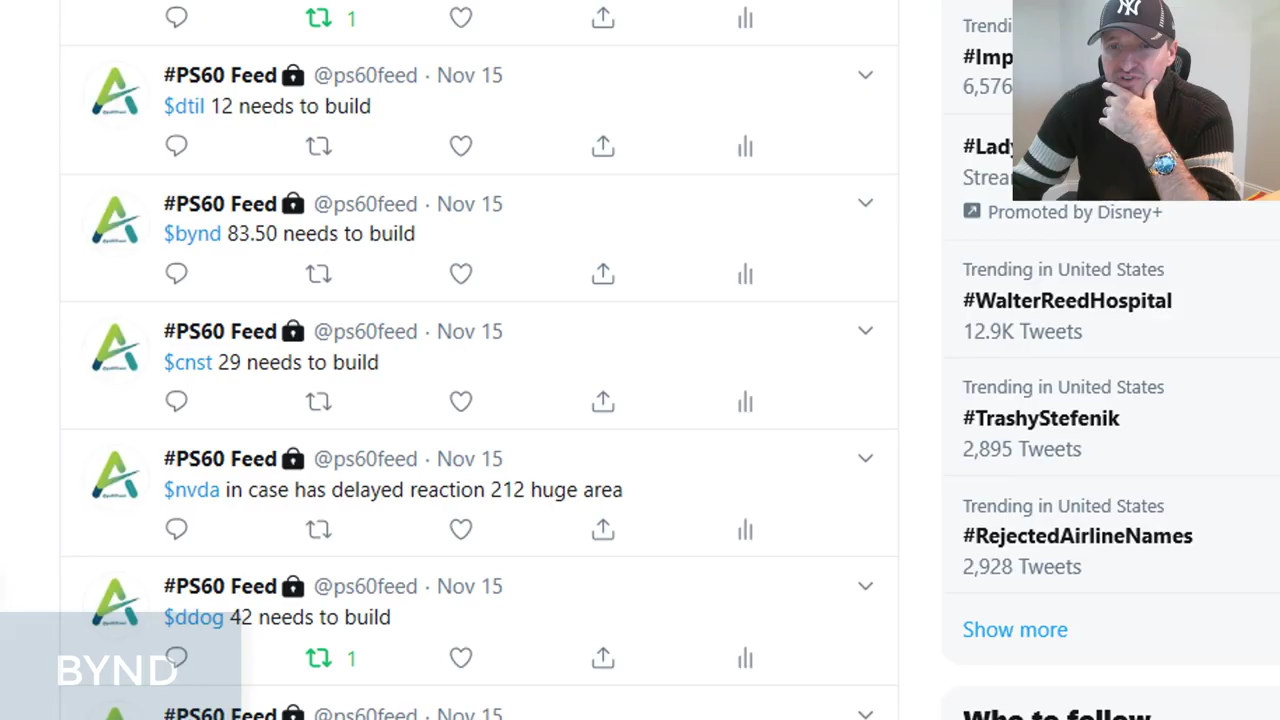 1
#PS60 Feed @ps60feed · Nov 15
$dtil 12 needs to build
#PS60 Feed @ps60feed · Nov 15
$bynd 83.50 needs to build
#PS60 Feed @ps60feed · Nov 15
$cnst 29 needs to build
#PS60 Feed @ps60feed · Nov 15
$nvda in case has delayed reaction 212 huge area
#PS60 Feed @ps60feed · Nov 15
$ddog 42 needs to build
1
#PS60 Feed @ps60feed · Nov 15
BYND
Trendi
#Imp
6,576
#Lady
Strea
Promoted by Disney+
Trending in United States
#WalterReedHospital
12.9K Tweets
Trending in United States
#TrashyStefenik
2,895 Tweets
Trending in United States
#RejectedAirlineNames
2,928 Tweets
Show more
Who to follow
NY